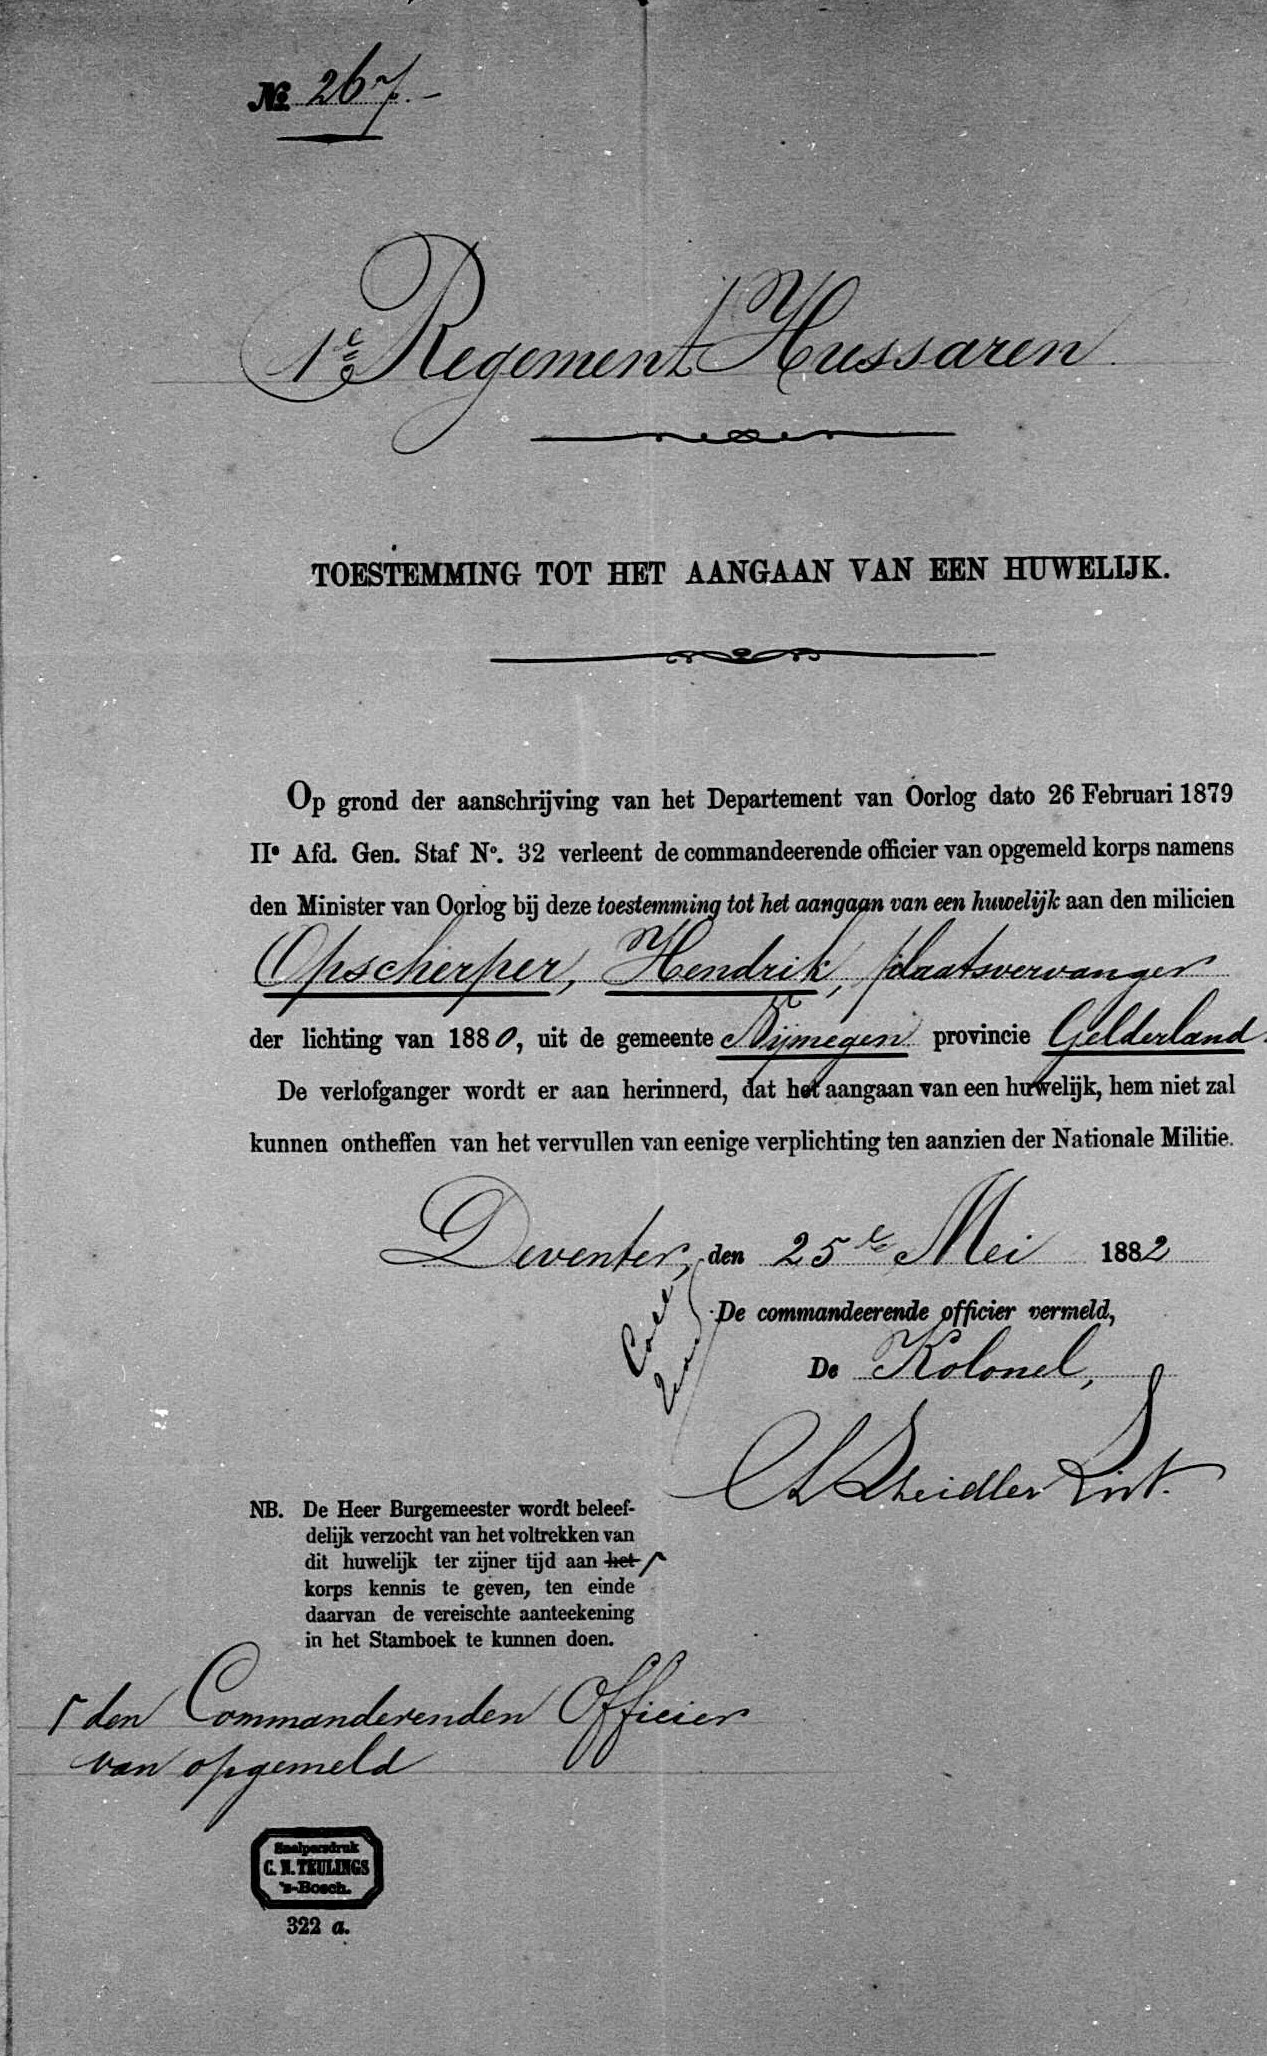 No. 267.–
1e Regement Hussaren
TOESTEMMING TOT HET AANGAAN VAN EEN HUWELIJK.
Op grond der aanschrijving van het Departement van Oorlog dato 26 Februari 1879
IIe Afd. Gen. Staf No. 32 verleent de commandeerende officier van opgemeld korps namens
den Minister van Oorlog bij deze toestemming tot het aangaan van een huwelijk aan den milicien
Opscherper, Hendrik, plaatsvervanger
der lichting van 1880, uit de gemeente Nijmegen provincie Gelderland.
De verlofganger wordt er aan herinnerd, dat het aangaan van een huwelijk, hem niet zal
kunnen ontheffen van het vervullen van eenige verplichting ten aanzien der Nationale Militie.
Deventer, den 25e Mei 1882
De commandeerende officier vermeld,
De Kolonel,
NB. De Heer Burgemeester wordt beleef-
delijk verzocht van het voltrekken van
dit huwelijk ter zijner tijd aan het
korps kennis te geven, ten einde
daarvan de vereischte aanteekening
in het Stamboek te kunnen doen.
den Commanderenden Officier
van opgemeld
Snelpersdruk
C. N. TEULINGS
's-Bosch.
322 a.